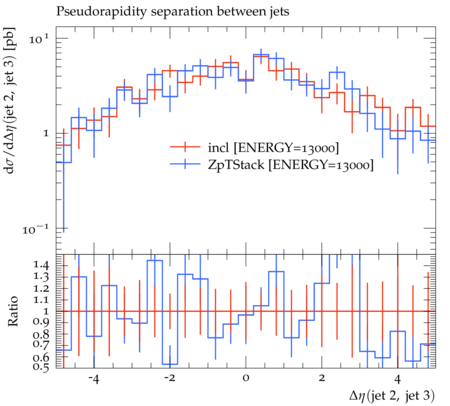 Pseudorapidity separation between jets
dσ/dΔη(jet 2, jet 3) [pb]
10¹
1
10⁻¹
incl [ENERGY=13000]
ZpTStack [ENERGY=13000]
Ratio
1.4
1.3
1.2
1.1
1
0.9
0.8
0.7
0.6
0.5
-4 -2 0 2 4
Δη(jet 2, jet 3)